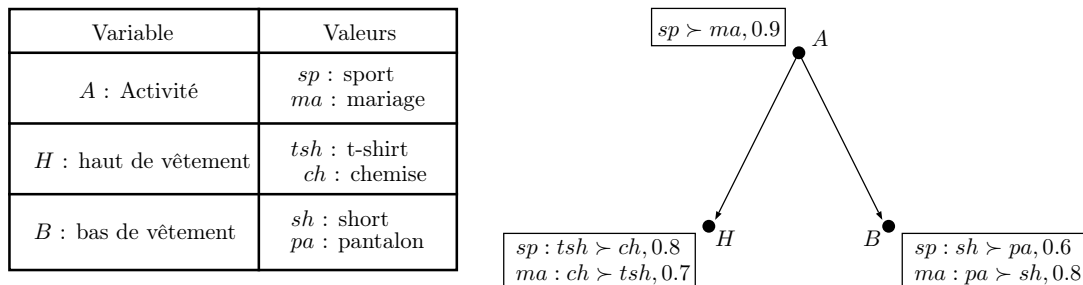 Variable Valeurs
A : Activité
sp : sport
ma : mariage
H : haut de vêtement
tsh : t-shirt
ch : chemise
B : bas de vêtement
sh : short
pa : pantalon
sp ≻ ma, 0.9
A
H
B
sp : tsh ≻ ch, 0.8
ma : ch ≻ tsh, 0.7
sp : sh ≻ pa, 0.6
ma : pa ≻ sh, 0.8